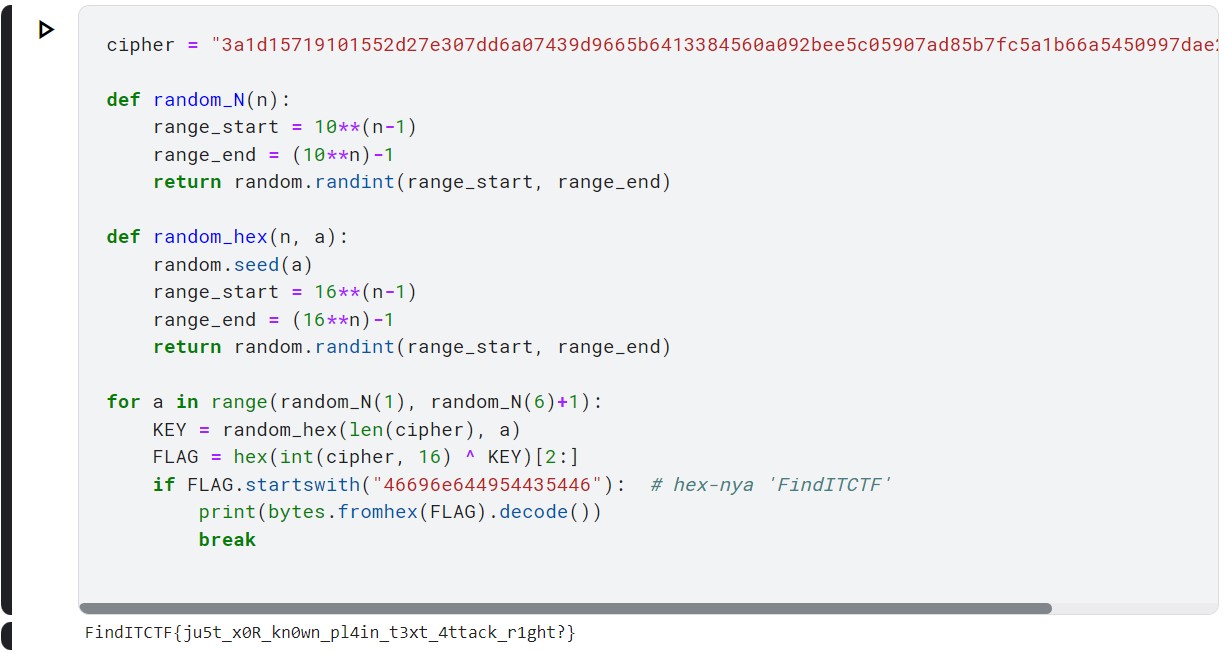 cipher = "3a1d15719101552d27e307dd6a07439d9665b6413384560a092bee5c05907ad85b7fc5a1b66a5450997dae
def random_N(n):
    range_start = 10**(n-1)
    range_end = (10**n)-1
    return random.randint(range_start, range_end)
def random_hex(n, a):
    random.seed(a)
    range_start = 16**(n-1)
    range_end = (16**n)-1
    return random.randint(range_start, range_end)
for a in range(random_N(1), random_N(6)+1):
    KEY = random_hex(len(cipher), a)
    FLAG = hex(int(cipher, 16) ^ KEY)[2:]
    if FLAG.startswith("46696e644954435446"):  # hex-nya 'FindITCTF'
        print(bytes.fromhex(FLAG).decode())
        break
FindITCTF{ju5t_x0R_kn0wn_pl4in_t3xt_4ttack_r1ght?}